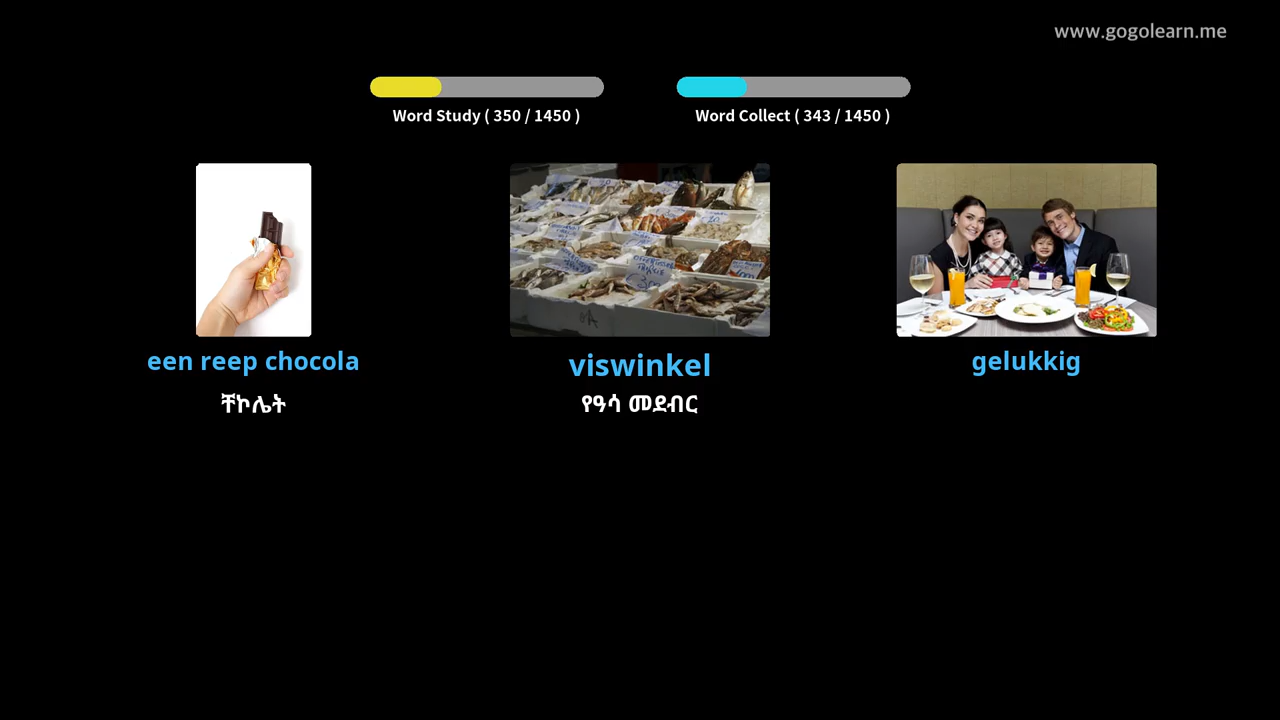 www.gogolearn.me
Word Study ( 350 / 1450 )
Word Collect ( 343 / 1450 )
een reep chocola
viswinkel
gelukkig
ቸኮሌት
የዓሳ መደብር